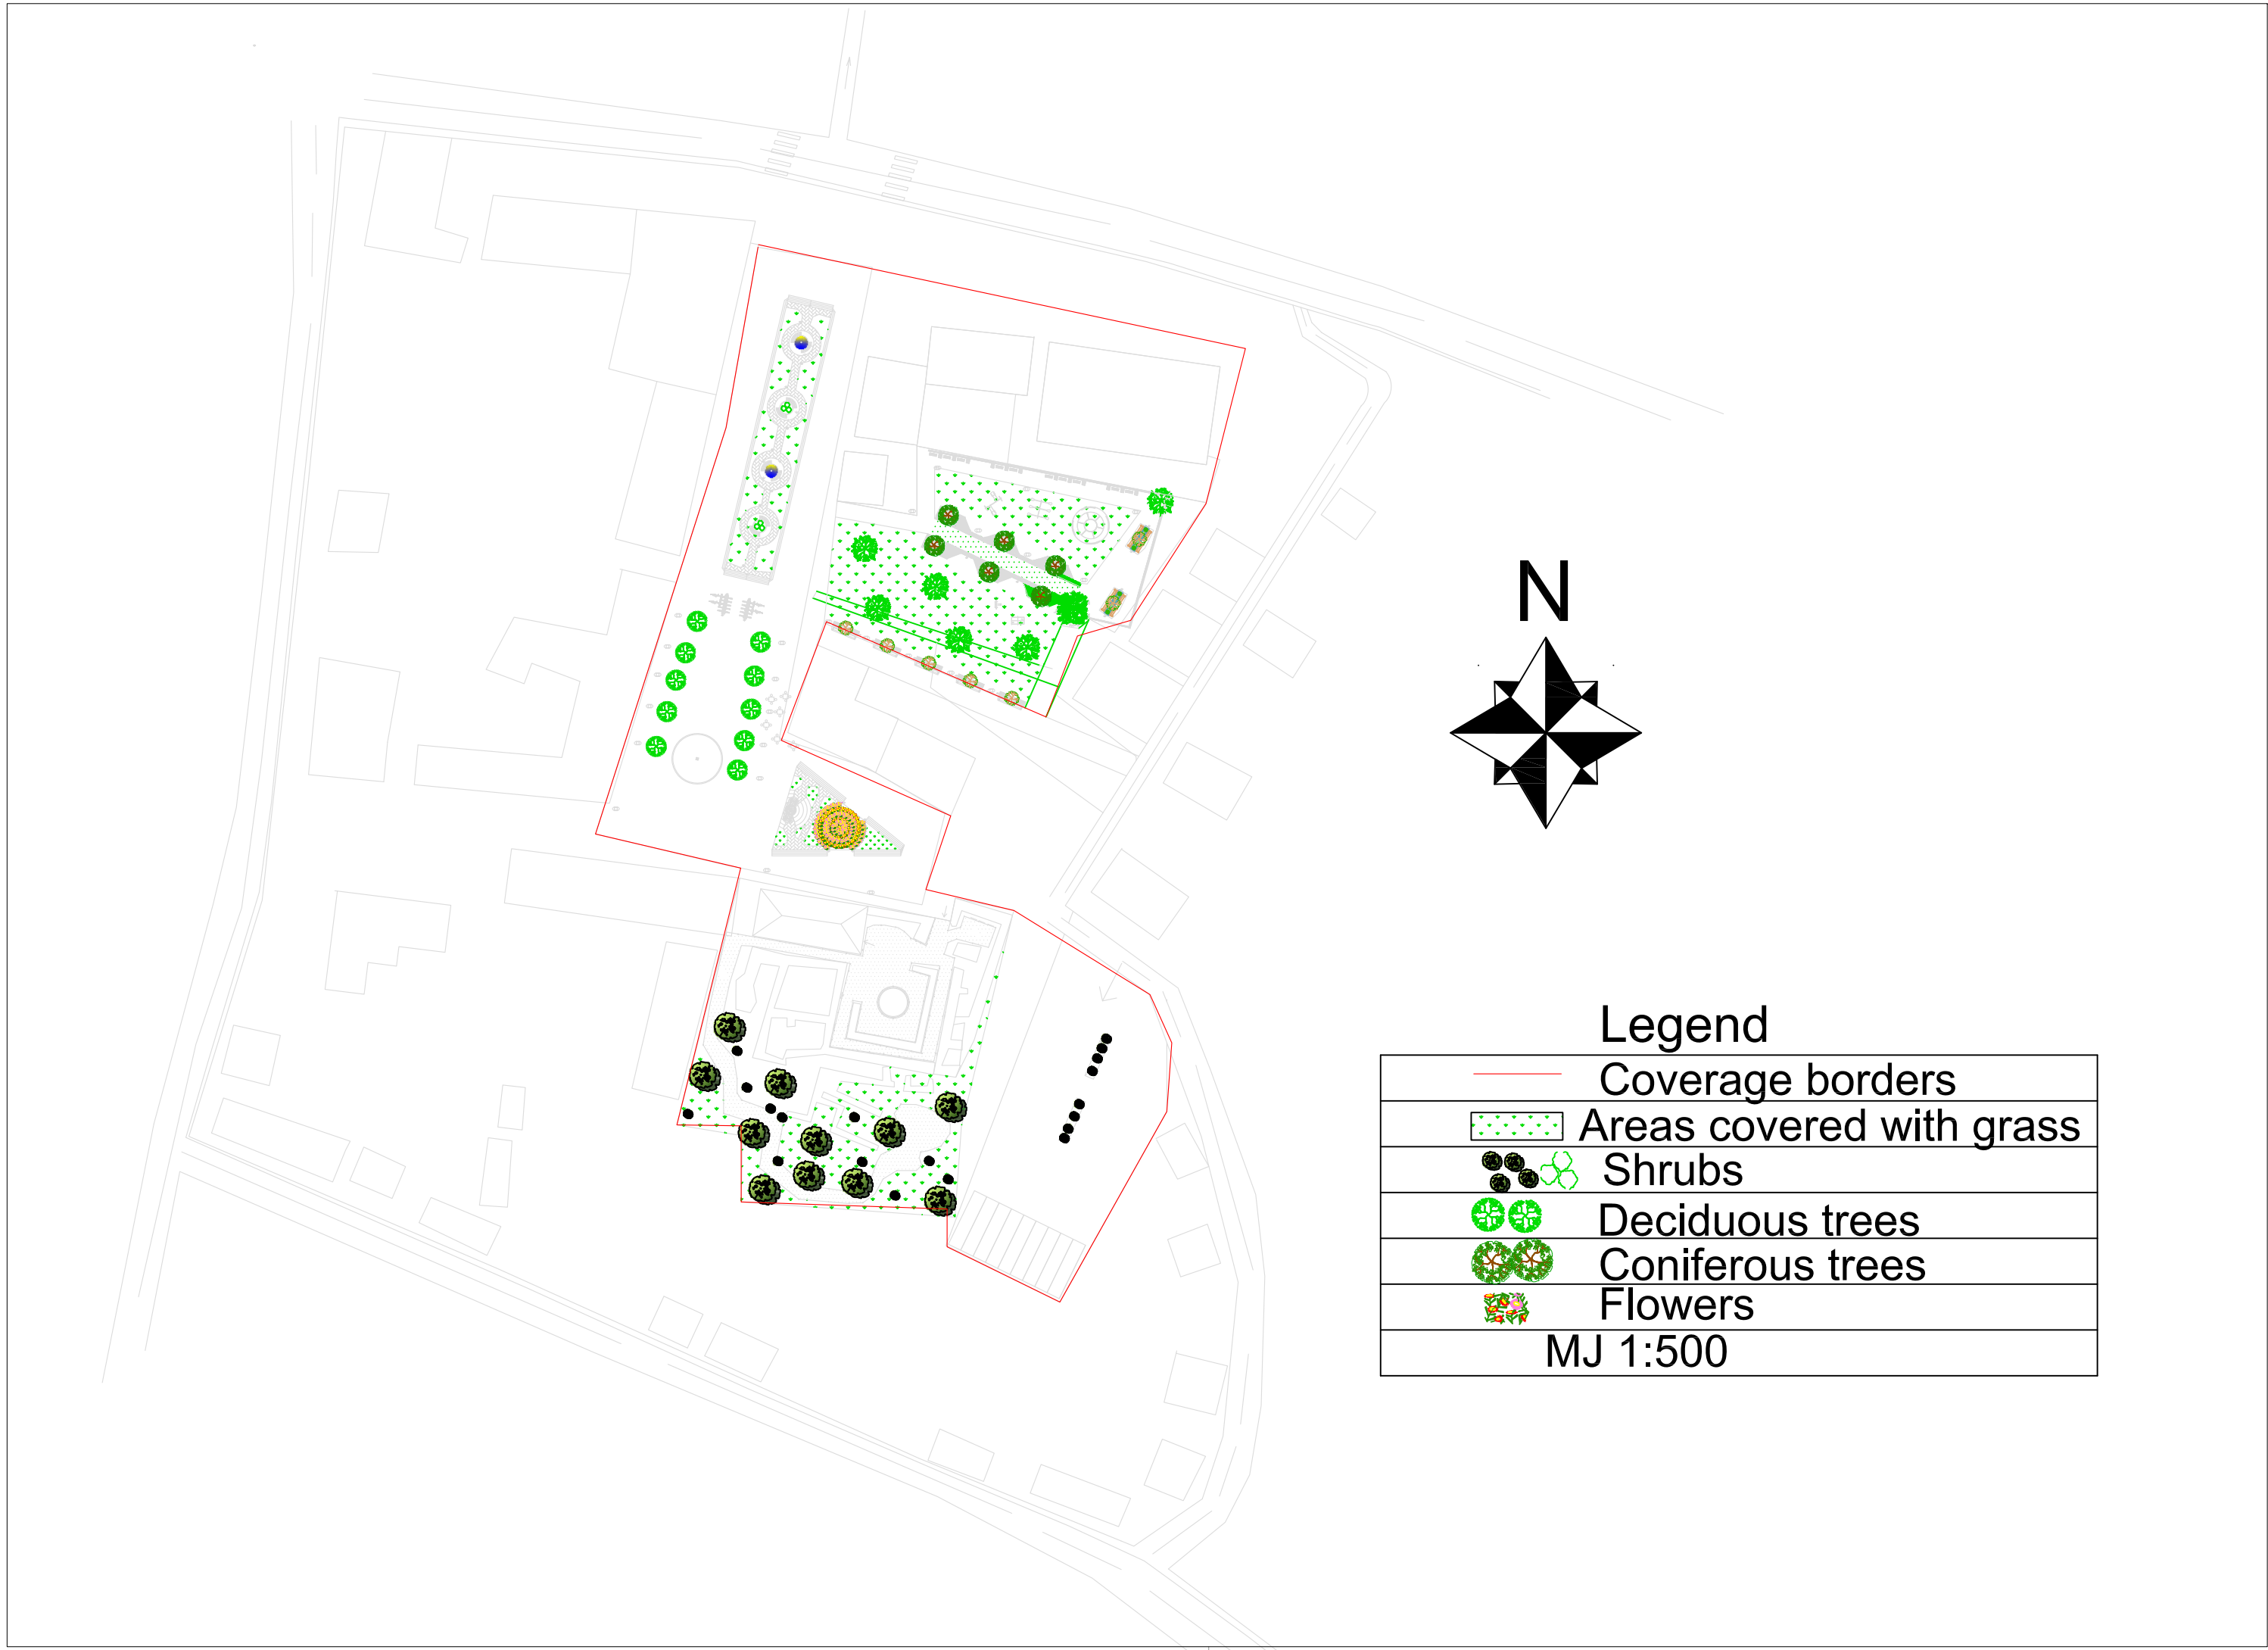 N
Legend
Coverage borders
Areas covered with grass
Shrubs
Deciduous trees
Coniferous trees
Flowers
MJ 1:500